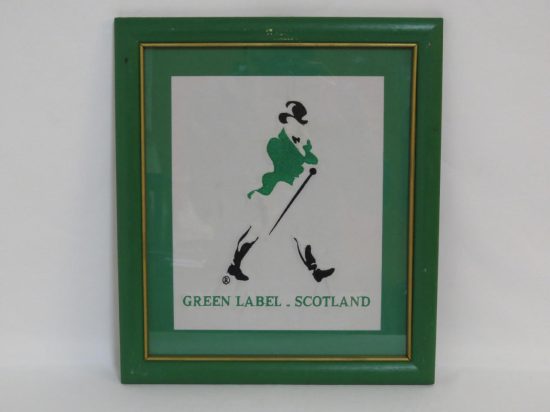 ®
GREEN LABEL - SCOTLAND